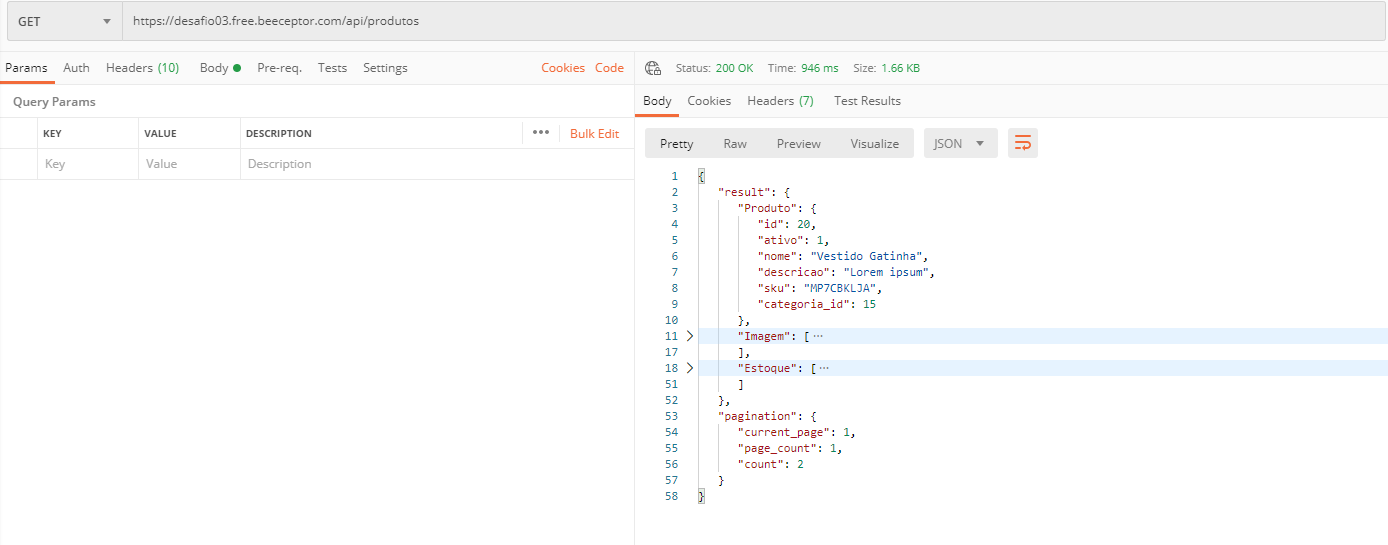 GET https://desafio03.free.beeceptor.com/api/produtos
Params Auth Headers (10) Body Pre-req. Tests Settings Cookies Code
Query Params
KEY VALUE DESCRIPTION ••• Bulk Edit
Key Value Description
Status: 200 OK Time: 946 ms Size: 1.66 KB
Body Cookies Headers (7) Test Results
Pretty Raw Preview Visualize JSON
1 {
2 "result": {
3 "Produto": {
4 "id": 20,
5 "ativo": 1,
6 "nome": "Vestido Gatinha",
7 "descricao": "Lorem ipsum",
8 "sku": "MP7CBKLJA",
9 "categoria_id": 15
10 },
11 "Imagem": [ ···
17 ],
18 "Estoque": [ ···
51 ]
52 },
53 "pagination": {
54 "current_page": 1,
55 "page_count": 1,
56 "count": 2
57 }
58 }